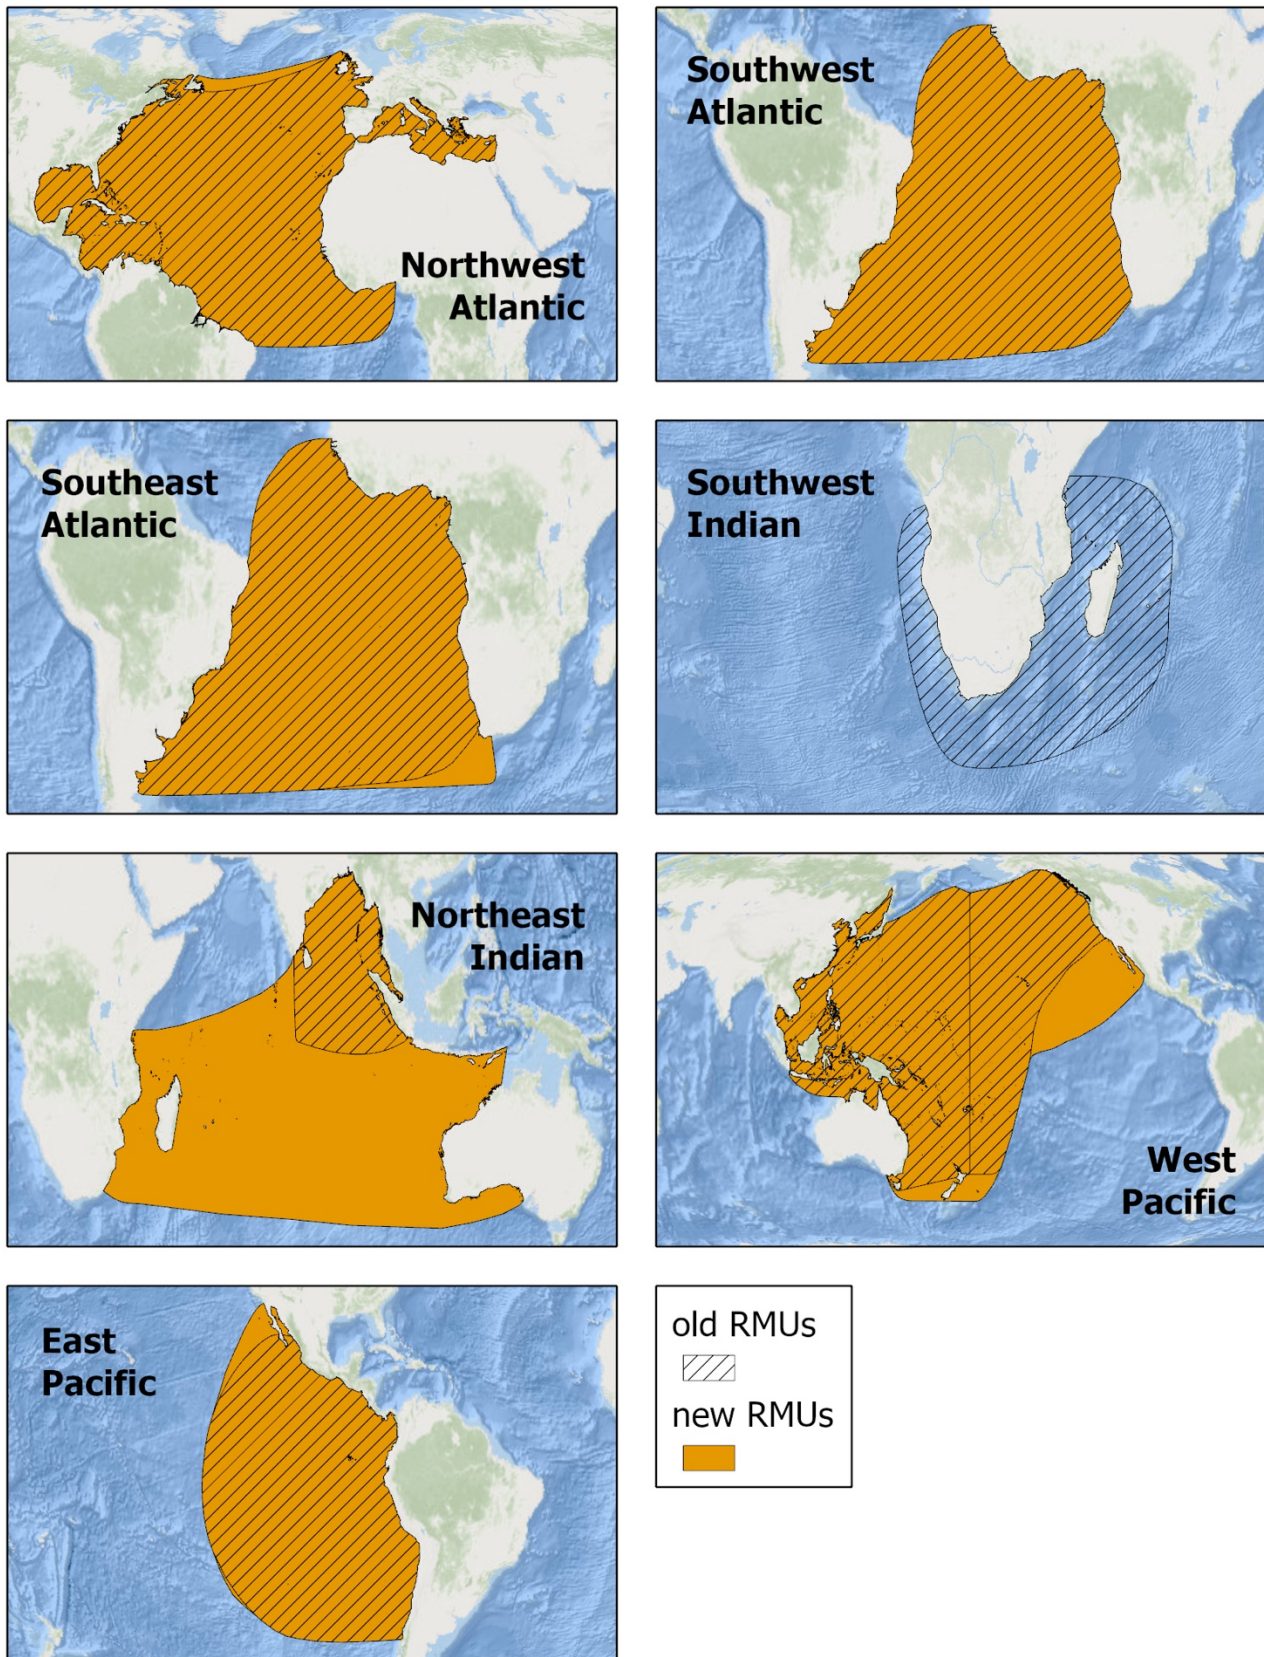 Northwest
Atlantic
Southwest
Atlantic
Southeast
Atlantic
Southwest
Indian
Northeast
Indian
West
Pacific
East
Pacific
old RMUs
new RMUs